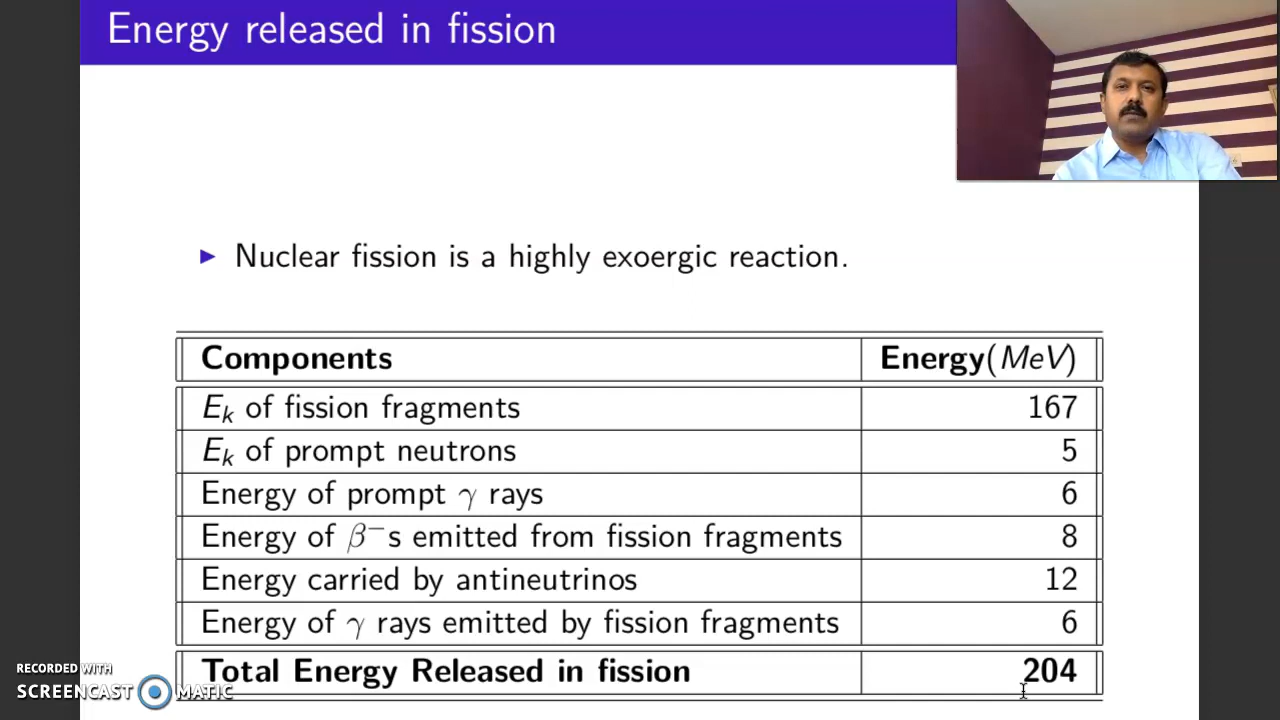 Energy released in fission
▶ Nuclear fission is a highly exoergic reaction.
Components Energy(MeV)
Eₖ of fission fragments 167
Eₖ of prompt neutrons 5
Energy of prompt γ rays 6
Energy of β⁻s emitted from fission fragments 8
Energy carried by antineutrinos 12
Energy of γ rays emitted by fission fragments 6
Total Energy Released in fission 204
RECORDED WITH
SCREENCAST MATIC